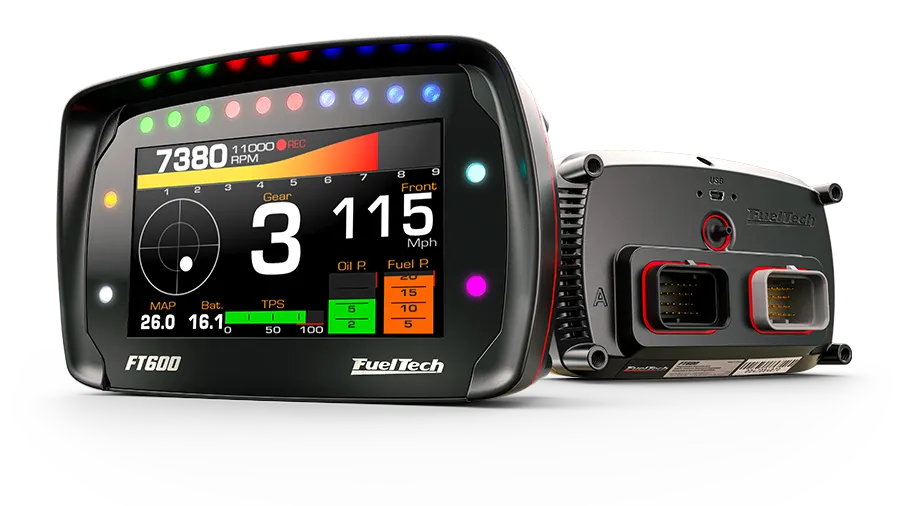 7380 11000 REC
RPM
1 2 3 4 5 6 7 8 9
Gear
3
Front
115
Mph
Oil P.
5
2
Fuel P.
20
15
10
5
MAP
26.0
Bat.
16.1
TPS
0 50 100
FT600
FuelTech
USB
FuelTech
A
FuelTech
FT600